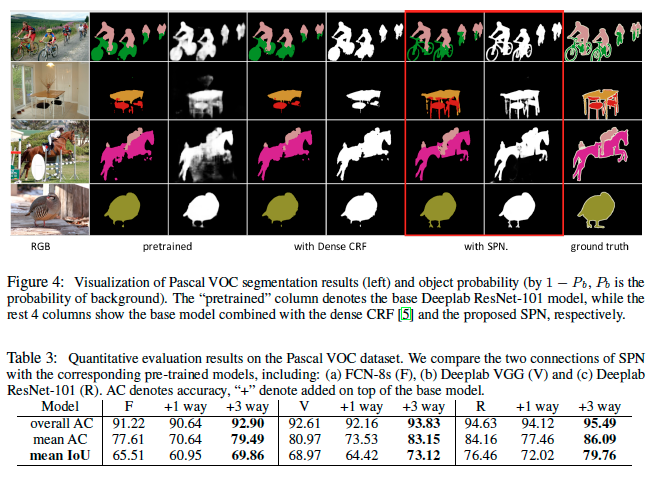 RGB pretrained with Dense CRF with SPN. ground truth
Figure 4: Visualization of Pascal VOC segmentation results (left) and object probability (by 1 − P_b, P_b is the
probability of background). The “pretrained” column denotes the base Deeplab ResNet-101 model, while the
rest 4 columns show the base model combined with the dense CRF [5] and the proposed SPN, respectively.
Table 3: Quantitative evaluation results on the Pascal VOC dataset. We compare the two connections of SPN
with the corresponding pre-trained models, including: (a) FCN-8s (F), (b) Deeplab VGG (V) and (c) Deeplab
ResNet-101 (R). AC denotes accuracy, “+” denote added on top of the base model.
Model F +1 way +3 way V +1 way +3 way R +1 way +3 way
overall AC 91.22 90.64 92.90 92.61 92.16 93.83 94.63 94.12 95.49
mean AC 77.61 70.64 79.49 80.97 73.53 83.15 84.16 77.46 86.09
mean IoU 65.51 60.95 69.86 68.97 64.42 73.12 76.46 72.02 79.76